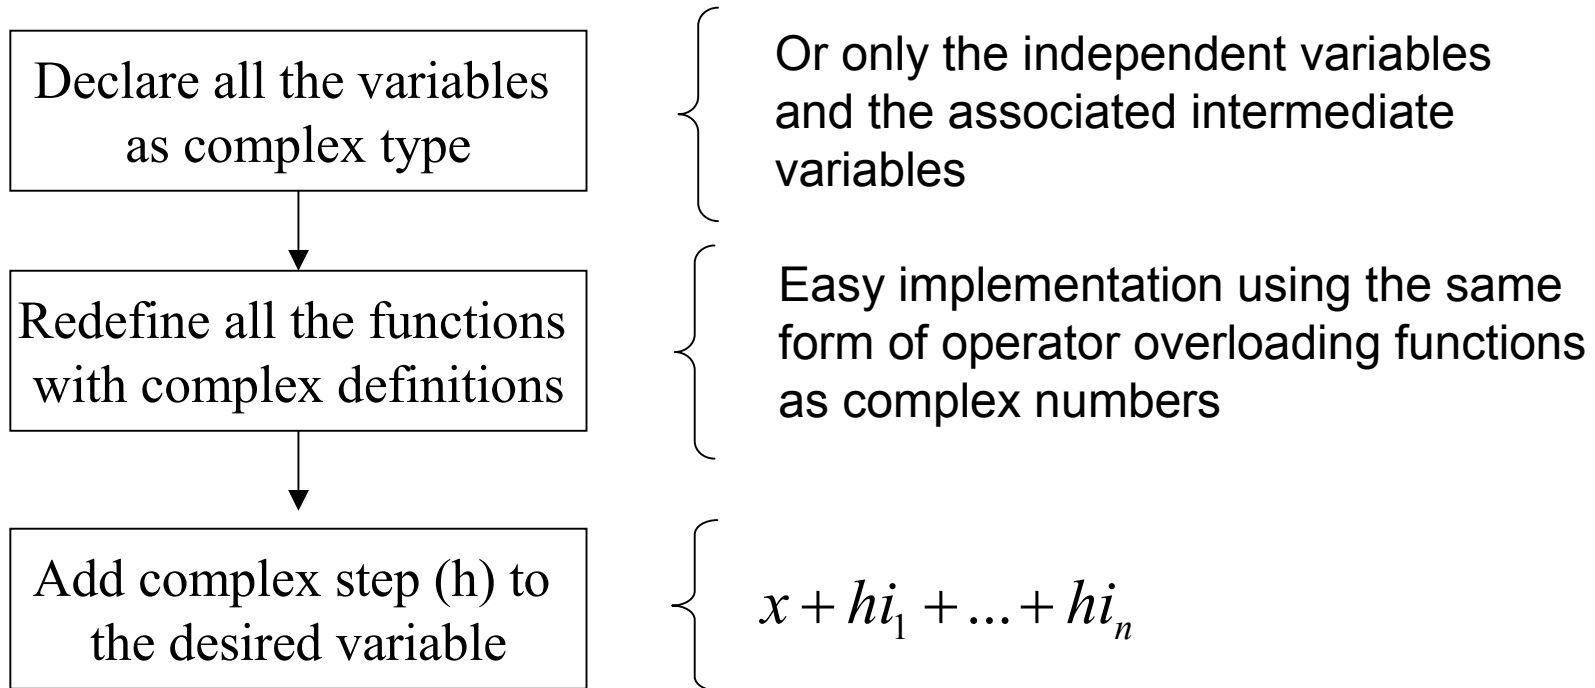 Declare all the variables
as complex type
Or only the independent variables
and the associated intermediate
variables
Redefine all the functions
with complex definitions
Easy implementation using the same
form of operator overloading functions
as complex numbers
Add complex step (h) to
the desired variable
x + hi₁ + ... + hiₙ